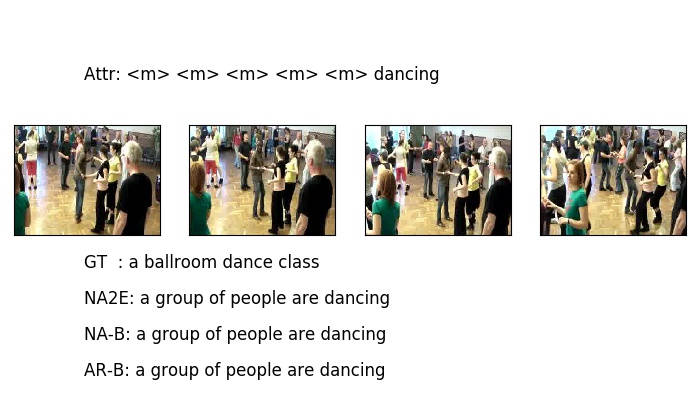 Attr: <m> <m> <m> <m> <m> dancing
GT  : a ballroom dance class
NA2E: a group of people are dancing
NA-B: a group of people are dancing
AR-B: a group of people are dancing